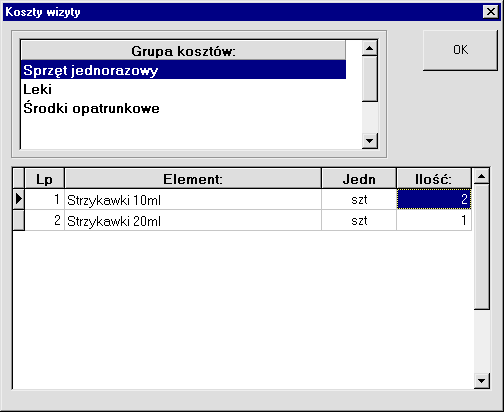 Koszty wizyty
Grupa kosztów:
OK
Sprzęt jednorazowy
Leki
Środki opatrunkowe
Lp Element: Jedn Ilość:
1 Strzykawki 10ml szt 2
2 Strzykawki 20ml szt 1